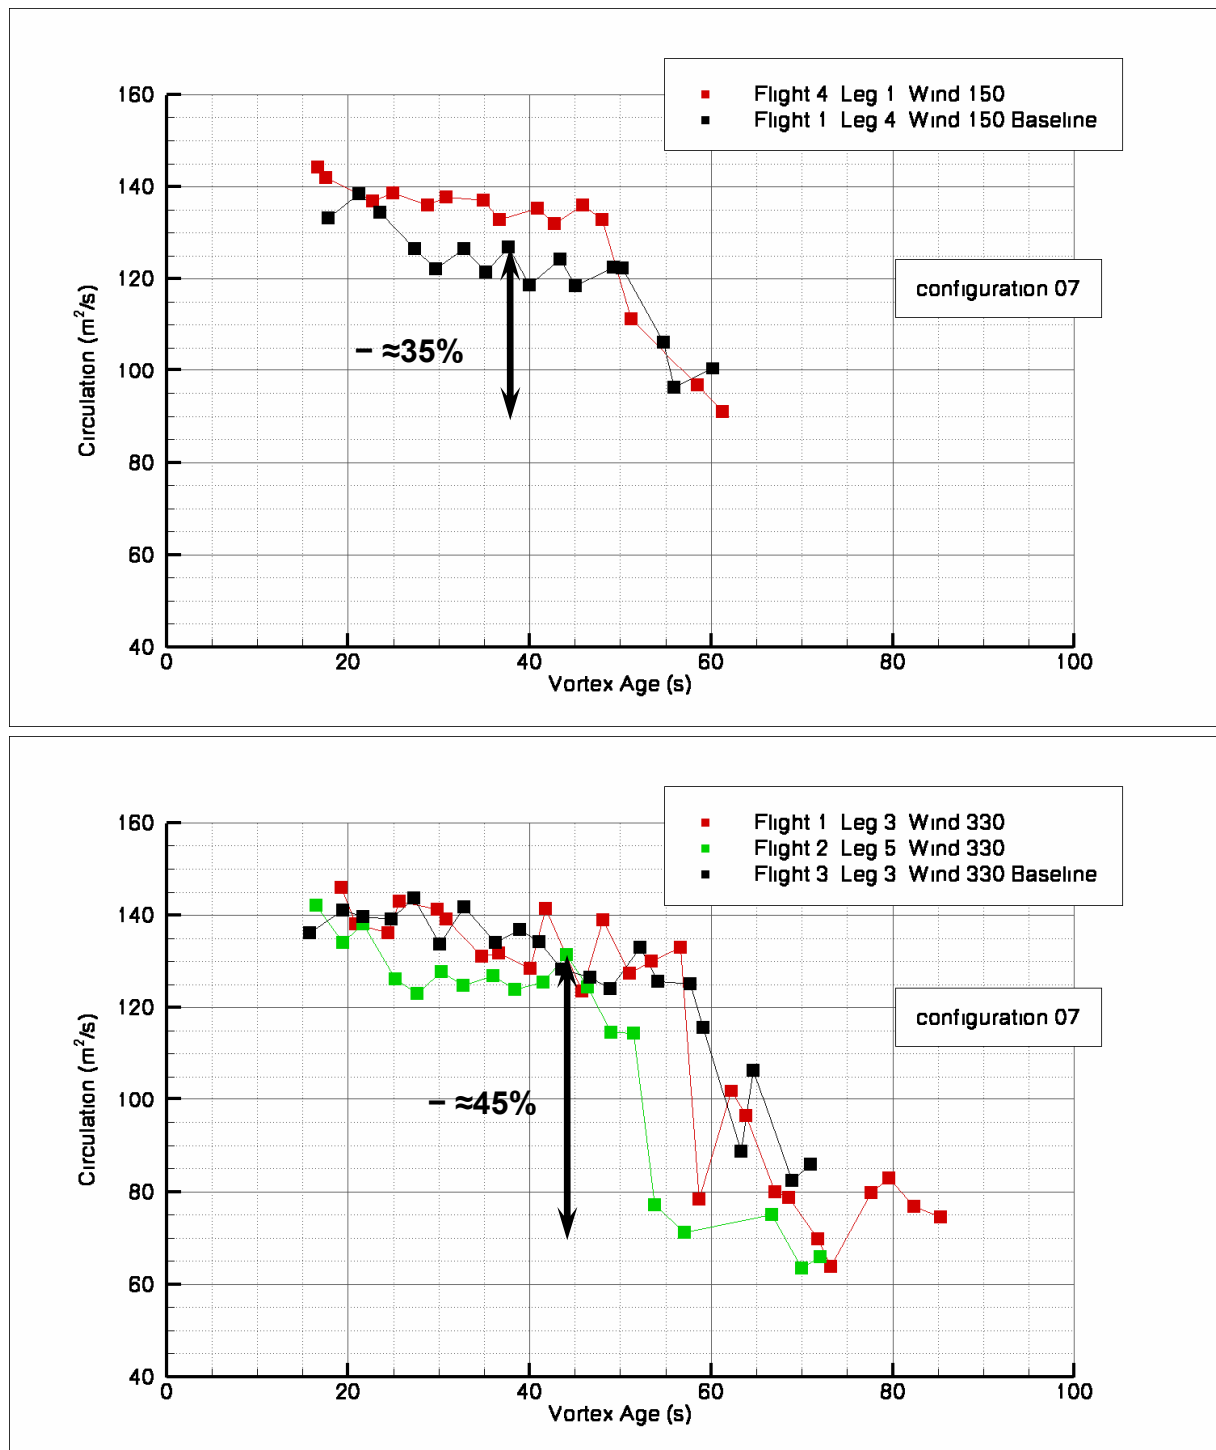 Flight 4 Leg 1 Wind 150
Flight 1 Leg 4 Wind 150 Baseline
configuration 07
160
140
120
100
80
60
40
Circulation (m²/s)
− ≈35%
0 20 40 60 80 100
Vortex Age (s)
Flight 1 Leg 3 Wind 330
Flight 2 Leg 5 Wind 330
Flight 3 Leg 3 Wind 330 Baseline
configuration 07
160
140
120
100
80
60
40
Circulation (m²/s)
− ≈45%
0 20 40 60 80 100
Vortex Age (s)